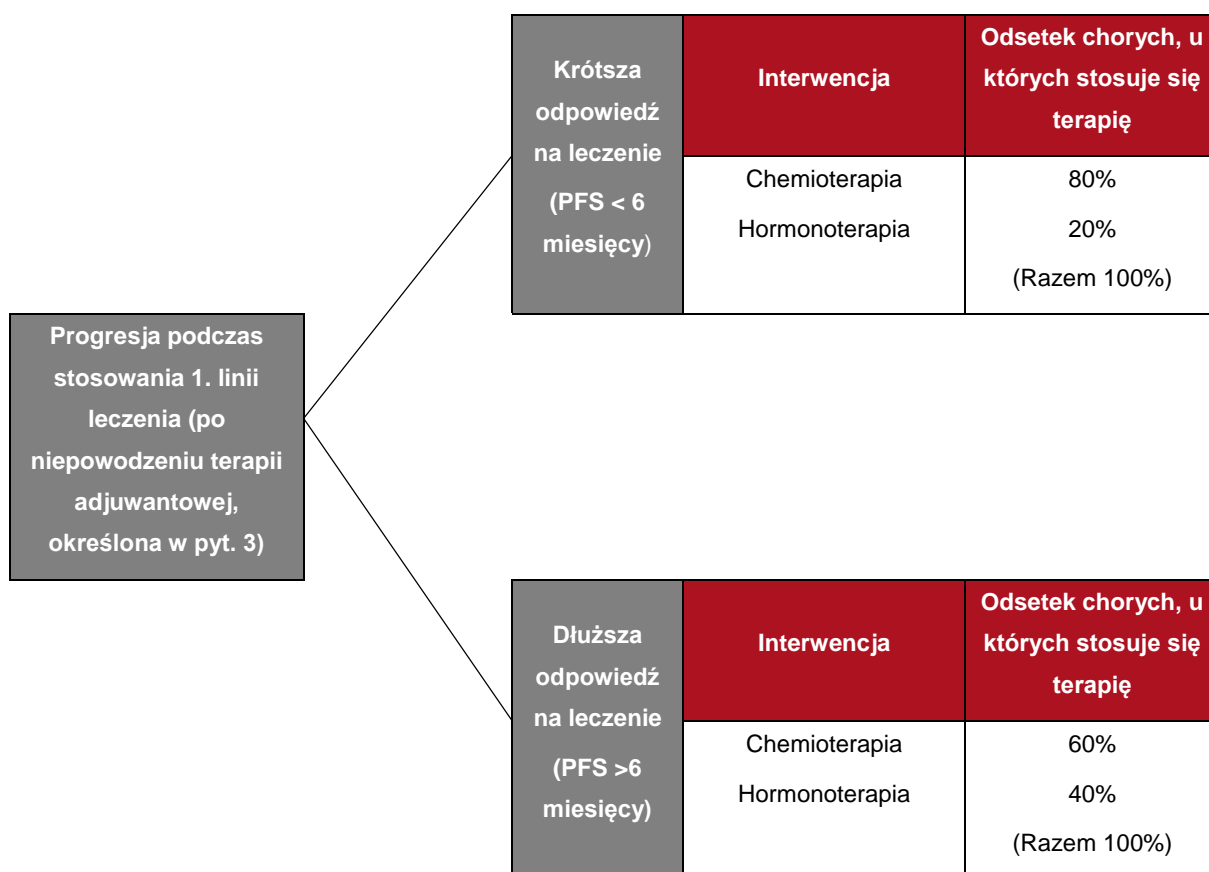 Krótsza
odpowiedź
na leczenie
(PFS < 6
miesięcy)
Interwencja
Odsetek chorych, u
których stosuje się
terapię
Chemioterapia
80%
Hormonoterapia
20%
(Razem 100%)
Progresja podczas
stosowania 1. linii
leczenia (po
niepowodzeniu terapii
adjuwantowej,
określona w pyt. 3)
Dłuższa
odpowiedź
na leczenie
(PFS >6
miesięcy)
Interwencja
Odsetek chorych, u
których stosuje się
terapię
Chemioterapia
60%
Hormonoterapia
40%
(Razem 100%)